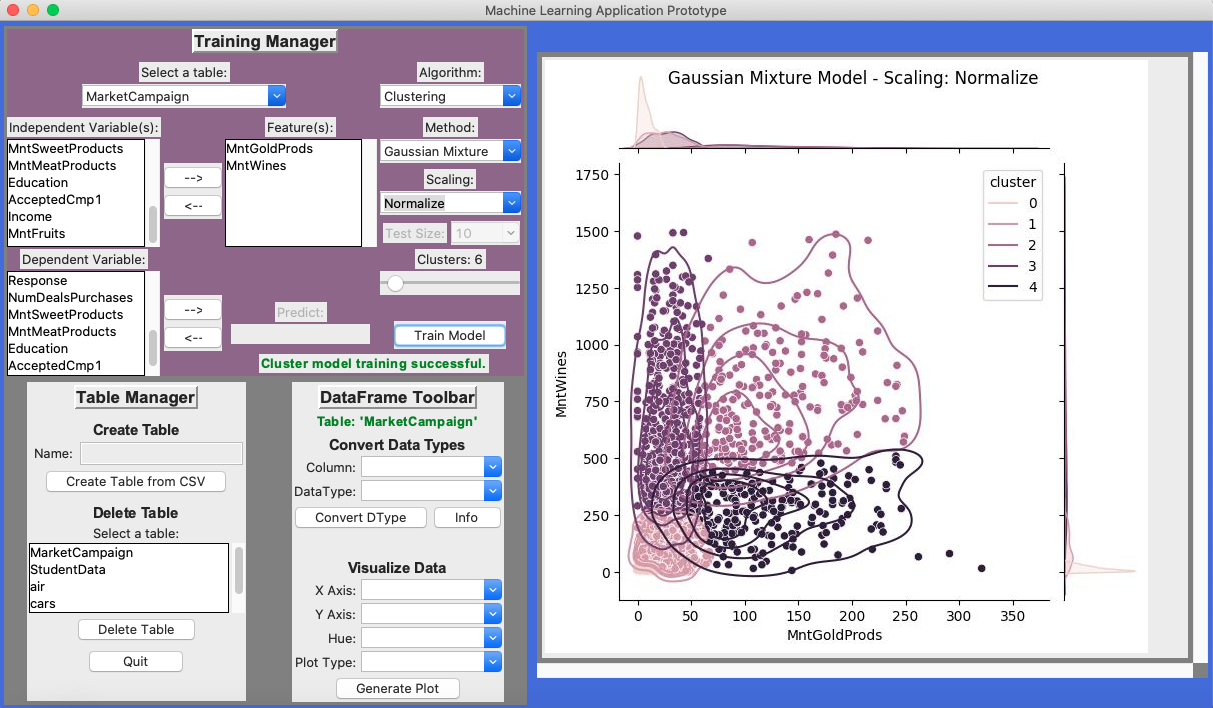 Machine Learning Application Prototype
Training Manager
Select a table:
Algorithm:
MarketCampaign
Clustering
Independent Variable(s):
Feature(s):
Method:
MntSweetProducts
MntMeatProducts
Education
AcceptedCmp1
Income
MntFruits
-->
<--
MntGoldProds
MntWines
Gaussian Mixture
Scaling:
Normalize
Test Size:
10
Dependent Variable:
Clusters: 6
Response
NumDealsPurchases
MntSweetProducts
MntMeatProducts
Education
AcceptedCmp1
-->
<--
Predict:
Train Model
Cluster model training successful.
Table Manager
Create Table
Name:
Create Table from CSV
Delete Table
Select a table:
MarketCampaign
StudentData
air
cars
Delete Table
Quit
DataFrame Toolbar
Table: 'MarketCampaign'
Convert Data Types
Column:
DataType:
Convert DType
Info
Visualize Data
X Axis:
Y Axis:
Hue:
Plot Type:
Generate Plot
Gaussian Mixture Model - Scaling: Normalize
cluster
0
1
2
3
4
1750
1500
1250
1000
750
500
250
0
MntWines
0 50 100 150 200 250 300 350
MntGoldProds